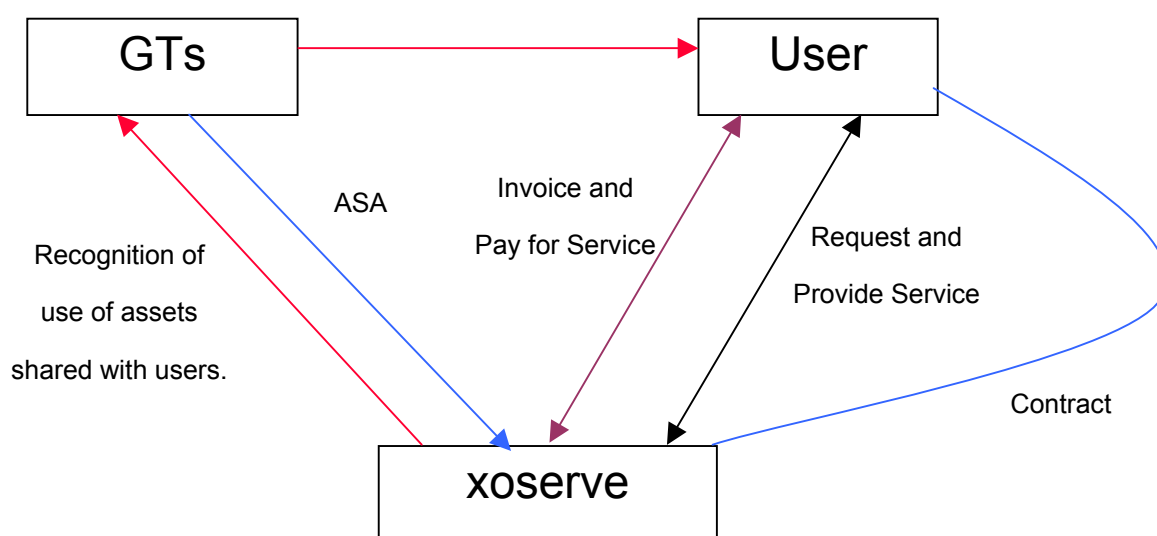 GTs
User
ASA
Invoice and
Pay for Service
Request and
Provide Service
Recognition of
use of assets
shared with users.
Contract
xoserve